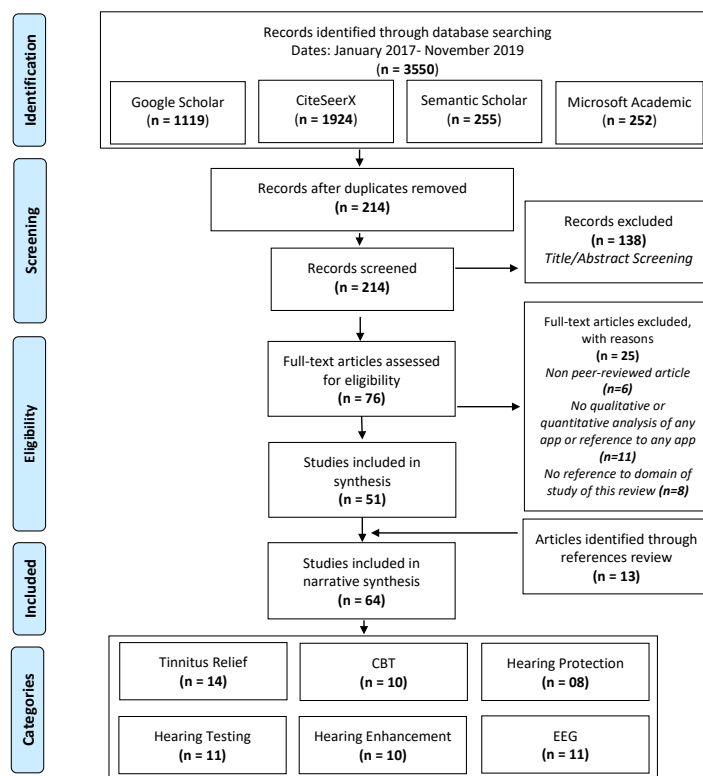 Identification
Records identified through database searching
Dates: January 2017- November 2019
(n = 3550)
Google Scholar
(n = 1119)
CiteSeerX
(n = 1924)
Semantic Scholar
(n = 255)
Microsoft Academic
(n = 252)
Screening
Records after duplicates removed
(n = 214)
Records screened
(n = 214)
Records excluded
(n = 138)
Title/Abstract Screening
Eligibility
Full-text articles assessed
for eligibility
(n = 76)
Full-text articles excluded,
with reasons
(n = 25)
Non peer-reviewed article
(n=6)
No qualitative or
quantitative analysis of any
app or reference to any app
(n=11)
No reference to domain of
study of this review (n=8)
Studies included in
synthesis
(n = 51)
Included
Articles identified through
references review
(n = 13)
Studies included in
narrative synthesis
(n = 64)
Categories
Tinnitus Relief
(n = 14)
CBT
(n = 10)
Hearing Protection
(n = 08)
Hearing Testing
(n = 11)
Hearing Enhancement
(n = 10)
EEG
(n = 11)